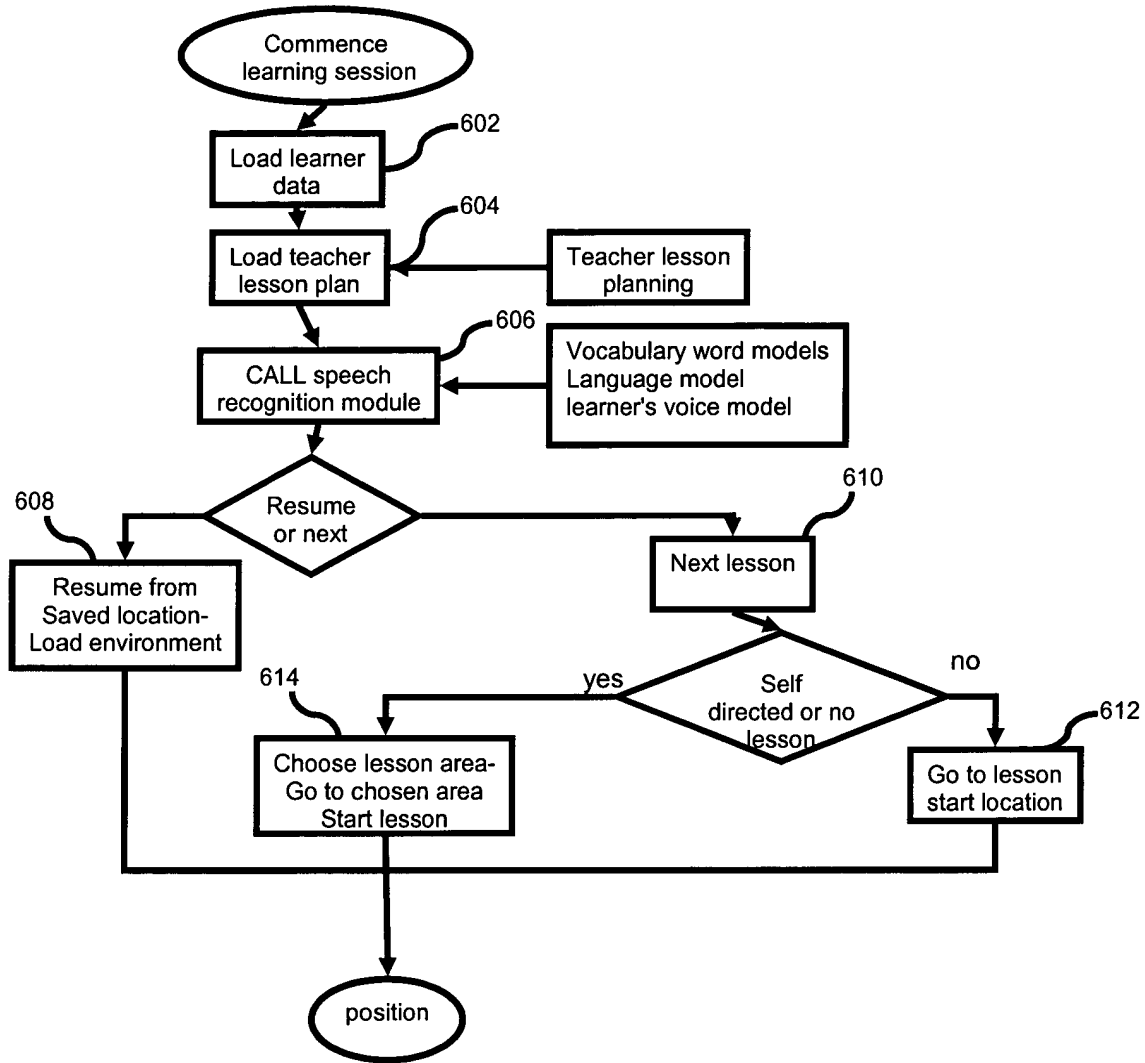 Commence
learning session
602
Load learner
data
604
Load teacher
lesson plan
Teacher lesson
planning
606
CALL speech
recognition module
Vocabulary word models
Language model
learner's voice model
Resume
or next
608
Resume from
Saved location-
Load environment
610
Next lesson
yes
no
Self
directed or no
lesson
614
Choose lesson area-
Go to chosen area
Start lesson
612
Go to lesson
start location
position